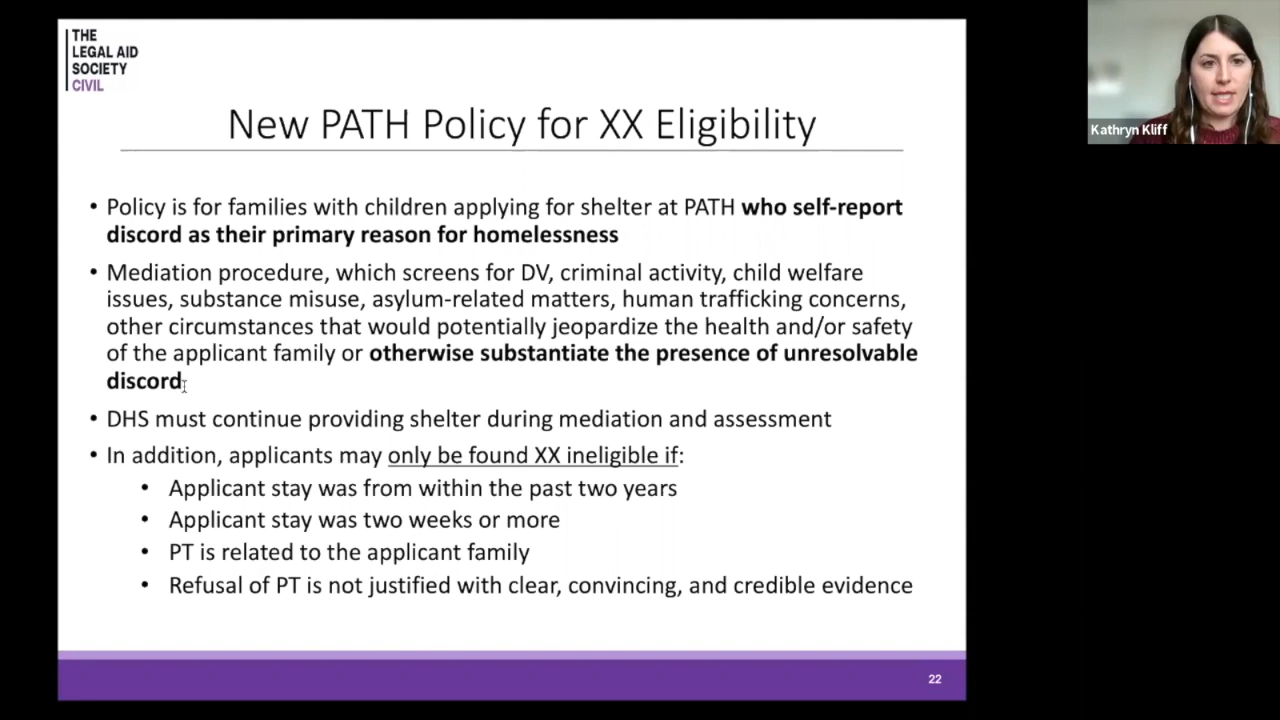 THE
LEGAL AID
SOCIETY
CIVIL
New PATH Policy for XX Eligibility
• Policy is for families with children applying for shelter at PATH who self-report
discord as their primary reason for homelessness
• Mediation procedure, which screens for DV, criminal activity, child welfare
issues, substance misuse, asylum-related matters, human trafficking concerns,
other circumstances that would potentially jeopardize the health and/or safety
of the applicant family or otherwise substantiate the presence of unresolvable
discord
• DHS must continue providing shelter during mediation and assessment
• In addition, applicants may only be found XX ineligible if:
• Applicant stay was from within the past two years
• Applicant stay was two weeks or more
• PT is related to the applicant family
• Refusal of PT is not justified with clear, convincing, and credible evidence
22
Kathryn Kliff